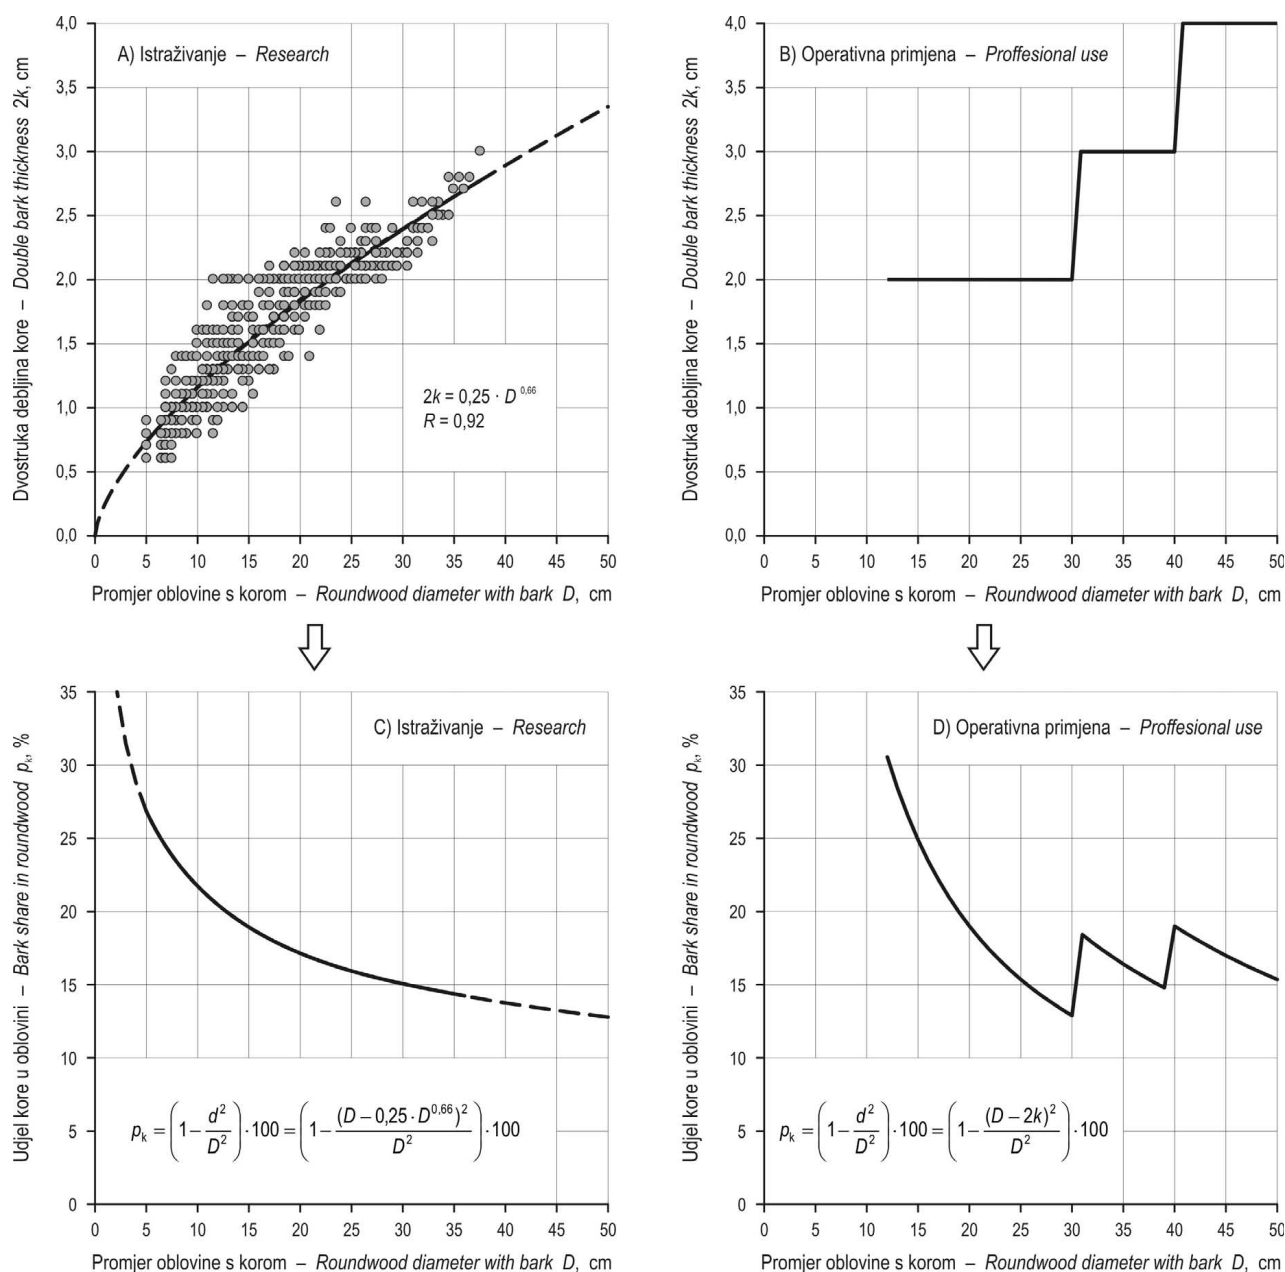 A) Istraživanje – Research
Dvostruka debljina kore – Double bark thickness 2k, cm
4,0
3,5
3,0
2,5
2,0
1,5
1,0
0,5
0,0
2k = 0,25 · D^0,66
R = 0,92
0 5 10 15 20 25 30 35 40 45 50
Promjer oblovine s korom – Roundwood diameter with bark D, cm
B) Operativna primjena – Proffesional use
Dvostruka debljina kore – Double bark thickness 2k, cm
4,0
3,5
3,0
2,5
2,0
1,5
1,0
0,5
0,0
0 5 10 15 20 25 30 35 40 45 50
Promjer oblovine s korom – Roundwood diameter with bark D, cm
C) Istraživanje – Research
Udjel kore u oblovini – Bark share in roundwood pₖ, %
35
30
25
20
15
10
5
0
pₖ = (1 − d²/D²) · 100 = (1 − (D − 0,25 · D^0,66)²/D²) · 100
0 5 10 15 20 25 30 35 40 45 50
Promjer oblovine s korom – Roundwood diameter with bark D, cm
D) Operativna primjena – Proffesional use
Udjel kore u oblovini – Bark share in roundwood pₖ, %
35
30
25
20
15
10
5
0
pₖ = (1 − d²/D²) · 100 = (1 − (D − 2k)²/D²) · 100
0 5 10 15 20 25 30 35 40 45 50
Promjer oblovine s korom – Roundwood diameter with bark D, cm